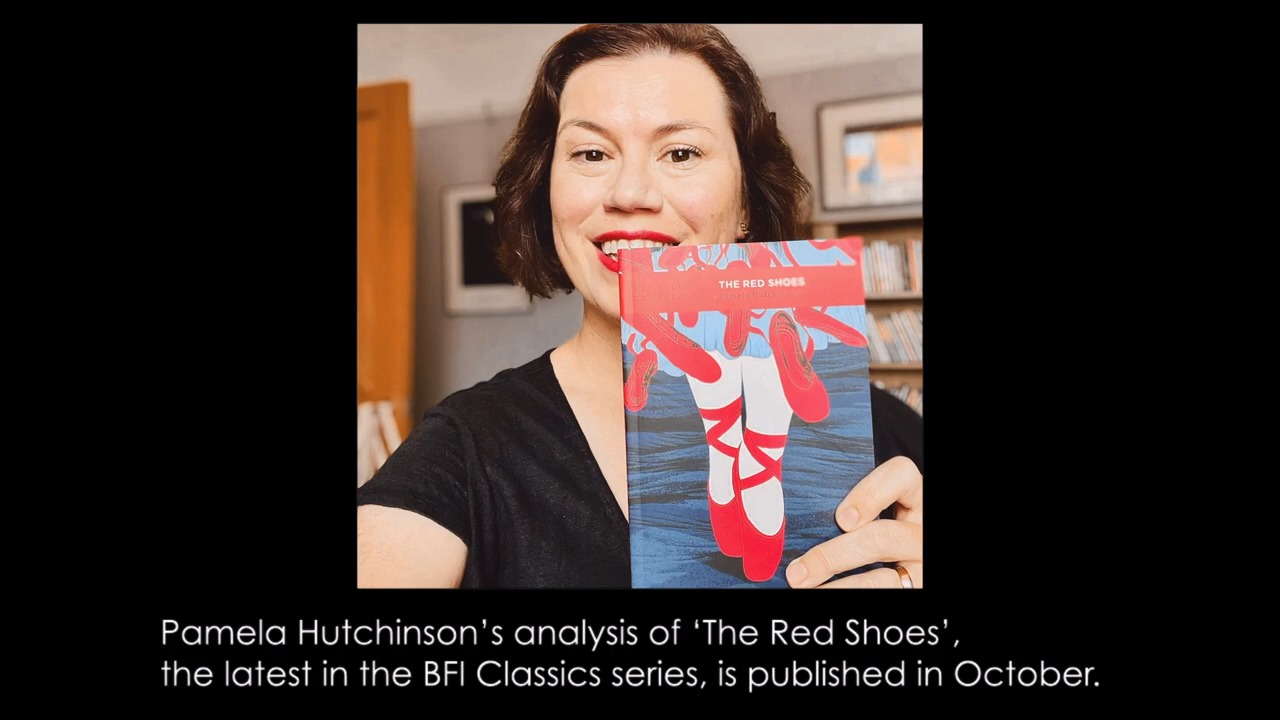 THE RED SHOES
Pamela Hutchinson’s analysis of ‘The Red Shoes’,
the latest in the BFI Classics series, is published in October.